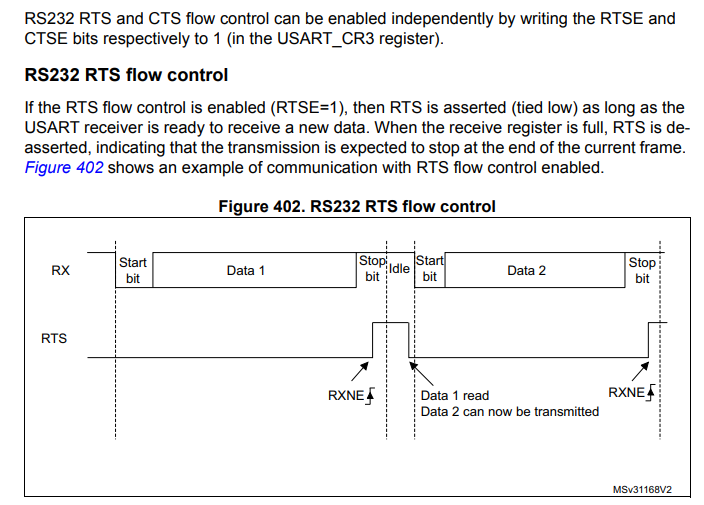 RS232 RTS and CTS flow control can be enabled independently by writing the RTSE and
CTSE bits respectively to 1 (in the USART_CR3 register).
RS232 RTS flow control
If the RTS flow control is enabled (RTSE=1), then RTS is asserted (tied low) as long as the
USART receiver is ready to receive a new data. When the receive register is full, RTS is de-
asserted, indicating that the transmission is expected to stop at the end of the current frame.
Figure 402 shows an example of communication with RTS flow control enabled.
Figure 402. RS232 RTS flow control
RX
Start
bit
Data 1
Stop
bit
Idle
Start
bit
Data 2
Stop
bit
RTS
RXNE
Data 1 read
Data 2 can now be transmitted
RXNE
MSv31168V2